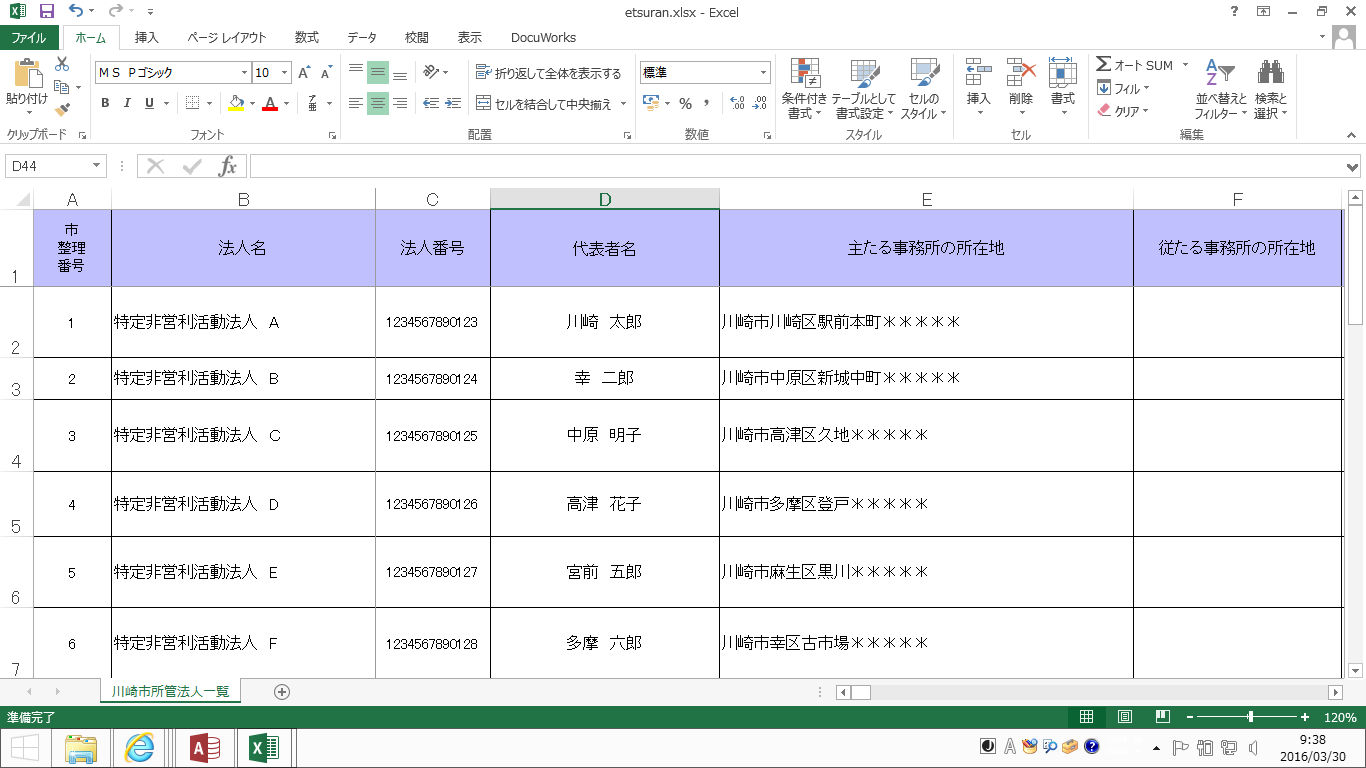 etsuran.xlsx - Excel
ファイル ホーム 挿入 ページ レイアウト 数式 データ 校閲 表示 DocuWorks
ＭＳ Ｐゴシック 10 折り返して全体を表示する 標準 オート SUM
貼り付け B I U セルを結合して中央揃え % 条件付き書式 テーブルとして書式設定 セルのスタイル 挿入 削除 書式 フィル クリア 並べ替えとフィルター 検索と選択
クリップボード フォント 配置 数値 スタイル セル 編集
D44 fx
A B C D E F
1 市整理番号 法人名 法人番号 代表者名 主たる事務所の所在地 従たる事務所の所在地
2 1 特定非営利活動法人　A 1234567890123 川崎　太郎 川崎市川崎区駅前本町＊＊＊＊＊
3 2 特定非営利活動法人　B 1234567890124 幸　二郎 川崎市中原区新城中町＊＊＊＊＊
4 3 特定非営利活動法人　C 1234567890125 中原　明子 川崎市高津区久地＊＊＊＊＊
5 4 特定非営利活動法人　D 1234567890126 高津　花子 川崎市多摩区登戸＊＊＊＊＊
6 5 特定非営利活動法人　E 1234567890127 宮前　五郎 川崎市麻生区黒川＊＊＊＊＊
7 6 特定非営利活動法人　F 1234567890128 多摩　六郎 川崎市幸区古市場＊＊＊＊＊
川崎市所管法人一覧
準備完了 120%
9:38
2016/03/30